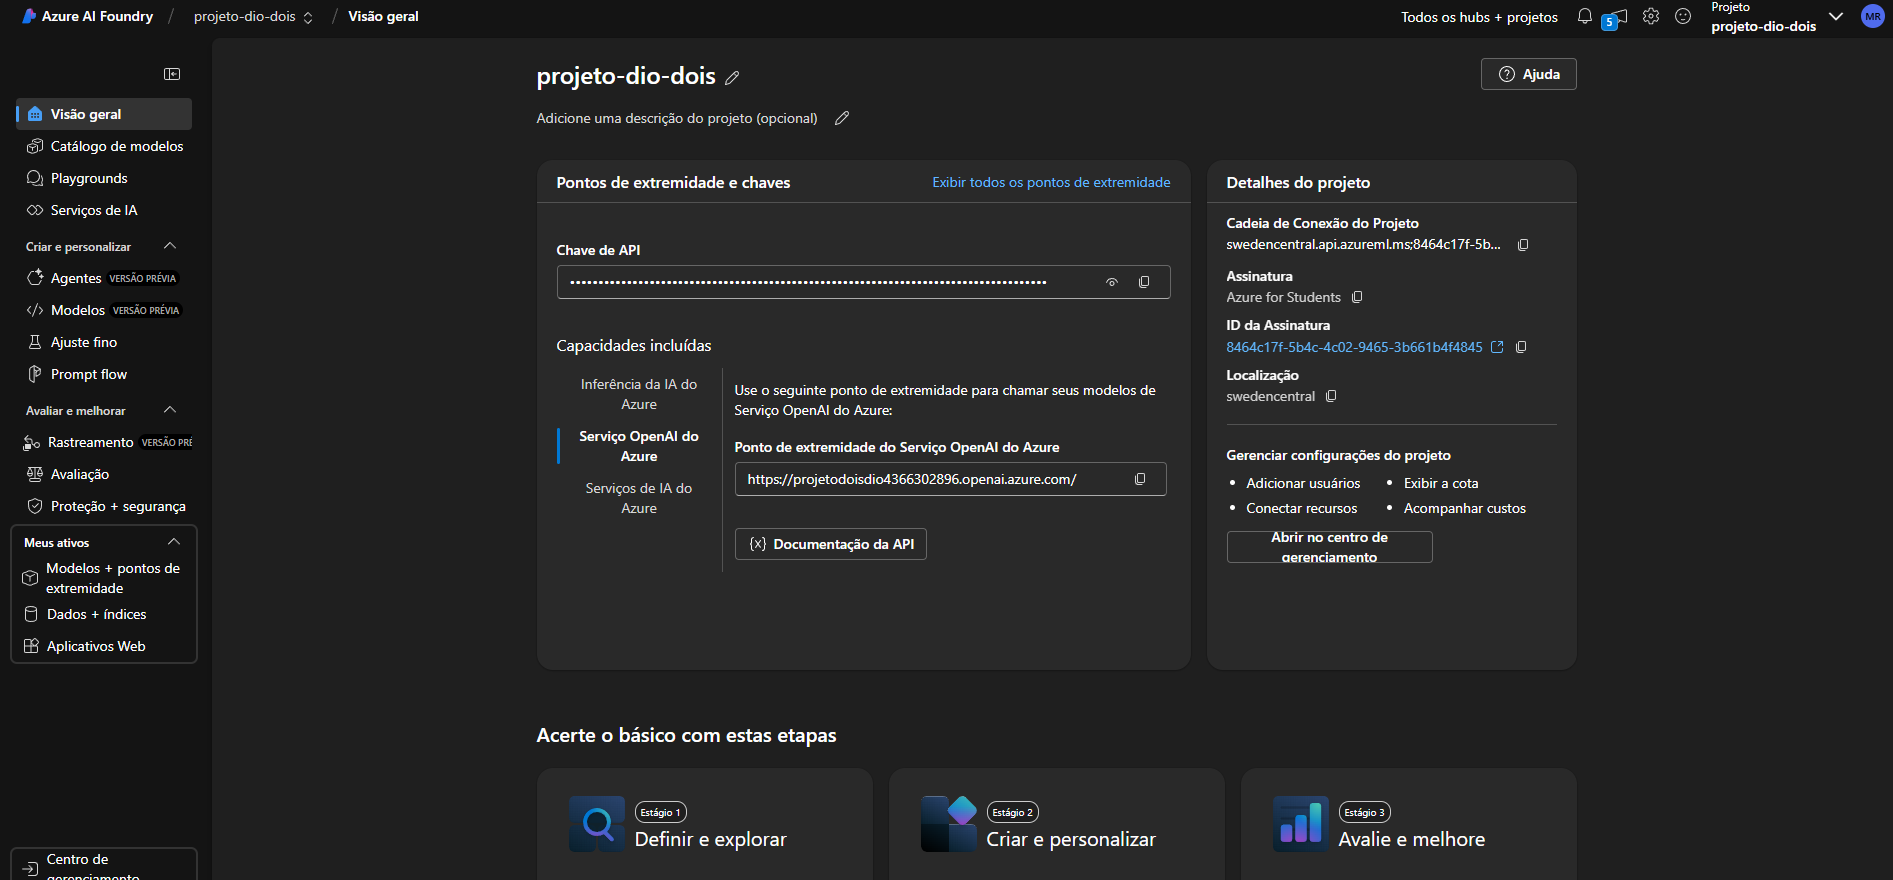 Azure AI Foundry / projeto-dio-dois / Visão geral
Todos os hubs + projetos
5
Projeto
projeto-dio-dois
MR
Visão geral
Catálogo de modelos
Playgrounds
Serviços de IA
Criar e personalizar
Agentes VERSÃO PRÉVIA
Modelos VERSÃO PRÉVIA
Ajuste fino
Prompt flow
Avaliar e melhorar
Rastreamento VERSÃO PRÉ
Avaliação
Proteção + segurança
Meus ativos
Modelos + pontos de
extremidade
Dados + índices
Aplicativos Web
Centro de
gerenciamento
projeto-dio-dois
Ajuda
Adicione uma descrição do projeto (opcional)
Pontos de extremidade e chaves
Exibir todos os pontos de extremidade
Chave de API
Capacidades incluídas
Inferência da IA do
Azure
Serviço OpenAI do
Azure
Serviços de IA do
Azure
Use o seguinte ponto de extremidade para chamar seus modelos de
Serviço OpenAI do Azure:
Ponto de extremidade do Serviço OpenAI do Azure
https://projetodoisdio4366302896.openai.azure.com/
{x} Documentação da API
Detalhes do projeto
Cadeia de Conexão do Projeto
swedencentral.api.azureml.ms;8464c17f-5b...
Assinatura
Azure for Students
ID da Assinatura
8464c17f-5b4c-4c02-9465-3b661b4f4845
Localização
swedencentral
Gerenciar configurações do projeto
• Adicionar usuários • Exibir a cota
• Conectar recursos • Acompanhar custos
Abrir no centro de
gerenciamento
Acerte o básico com estas etapas
Estágio 1
Definir e explorar
Estágio 2
Criar e personalizar
Estágio 3
Avalie e melhore